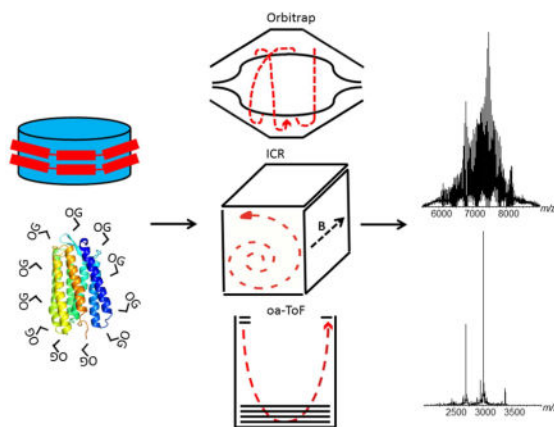 Orbitrap
ICR
B
oa-ToF
OG
OG
OG
OG
OG
OG
OG
OG
OG
OG
OG
6000 7000 8000 m/z
2500 3000 3500 m/z